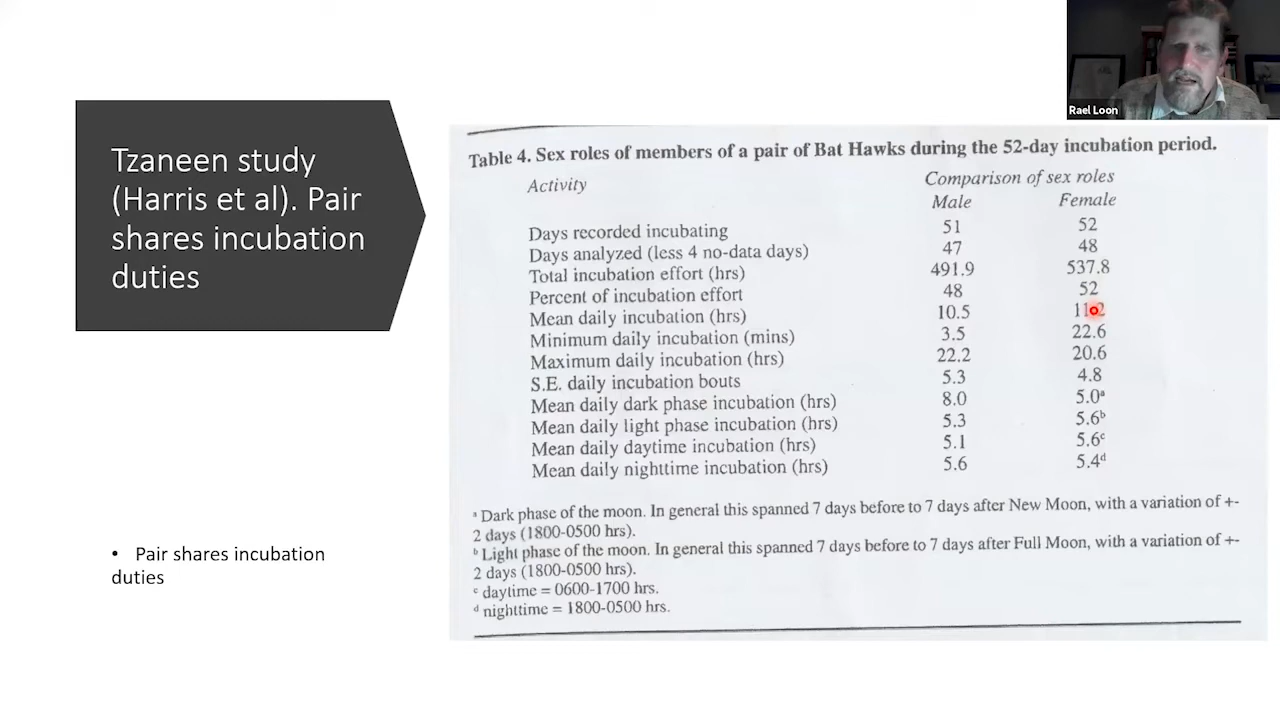 Rael Loon
Tzaneen study
(Harris et al). Pair
shares incubation
duties
• Pair shares incubation
duties
Table 4. Sex roles of members of a pair of Bat Hawks during the 52-day incubation period.
Activity Comparison of sex roles
Male Female
Days recorded incubating 51 52
Days analyzed (less 4 no-data days) 47 48
Total incubation effort (hrs) 491.9 537.8
Percent of incubation effort 48 52
Mean daily incubation (hrs) 10.5
Minimum daily incubation (mins) 3.5 22.6
Maximum daily incubation (hrs) 22.2 20.6
S.E. daily incubation bouts 5.3 4.8
Mean daily dark phase incubation (hrs) 8.0 5.0ᵃ
Mean daily light phase incubation (hrs) 5.3 5.6ᵇ
Mean daily daytime incubation (hrs) 5.1 5.6ᶜ
Mean daily nighttime incubation (hrs) 5.6 5.4ᵈ
ᵃ Dark phase of the moon. In general this spanned 7 days before to 7 days after New Moon, with a variation of +-
2 days (1800-0500 hrs).
ᵇ Light phase of the moon. In general this spanned 7 days before to 7 days after Full Moon, with a variation of +-
2 days (1800-0500 hrs).
ᶜ daytime = 0600-1700 hrs.
ᵈ nighttime = 1800-0500 hrs.